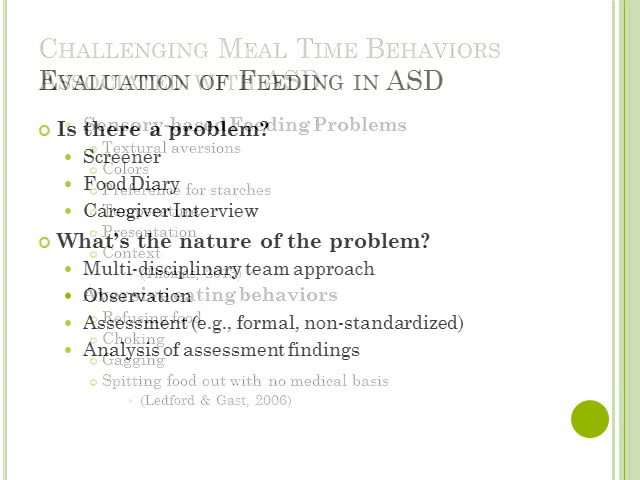 Challenging Meal Time Behaviors
Evaluation of Feeding in ASD
Is there a problem?
Sensory-based Feeding Problems
Textural aversions
Screener
Colors
Food Diary
Preference for starches
Caregiver Interview
Presentation
What's the nature of the problem?
Context
Multi-disciplinary team approach
Observation
eating behaviors
Refusing food
Assessment (e.g., formal, non-standardized)
Choking
Analysis of assessment findings
Gagging
Spitting food out with no medical basis
(Ledford & Gast, 2006)